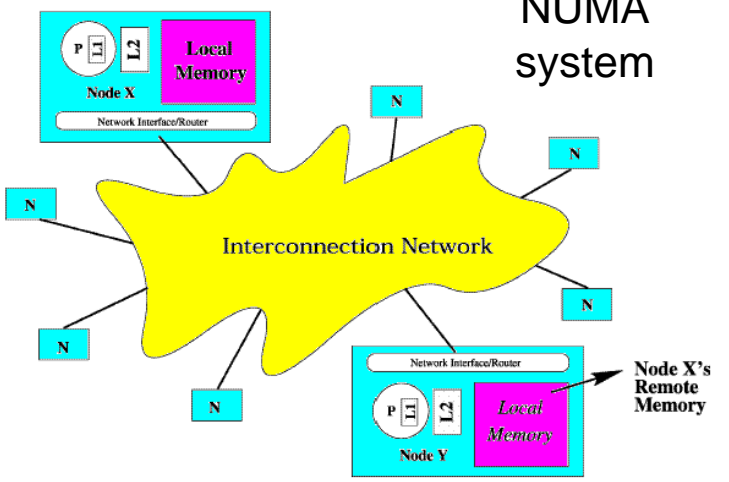 NUMA
system
P L1 L2
Local
Memory
Node X
Network Interface/Router
N
N
N
Interconnection Network
N
N
N
Network Interface/Router
Node X's
Remote
Memory
P L1 L2
Local
Memory
Node Y